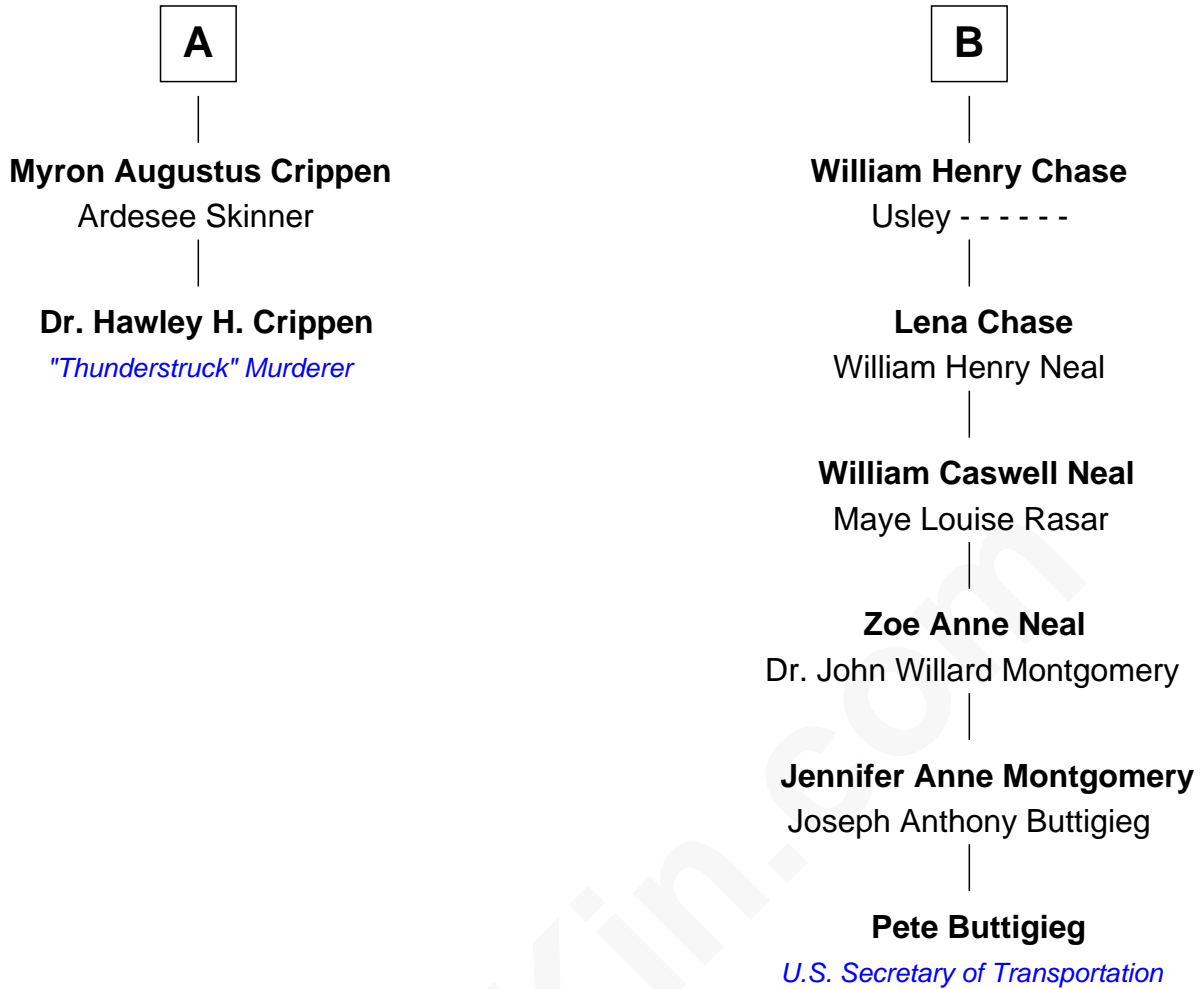 A
Myron Augustus Crippen
Ardesee Skinner
Dr. Hawley H. Crippen
"Thunderstruck" Murderer
B
William Henry Chase
Usley - - - - - -
Lena Chase
William Henry Neal
William Caswell Neal
Maye Louise Rasar
Zoe Anne Neal
Dr. John Willard Montgomery
Jennifer Anne Montgomery
Joseph Anthony Buttigieg
Pete Buttigieg
U.S. Secretary of Transportation
Kin.com